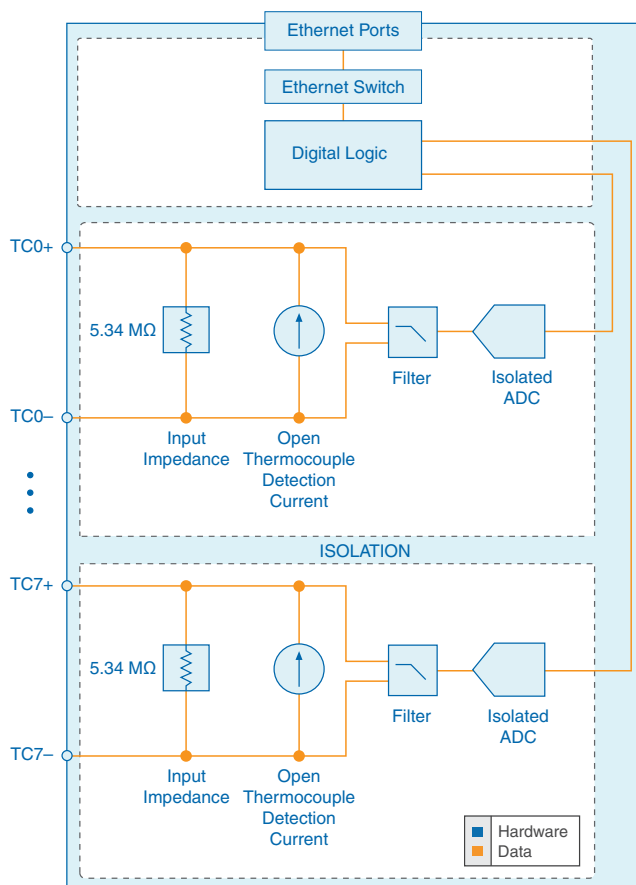 Ethernet Ports
Ethernet Switch
Digital Logic
TC0+
5.34 MΩ
Filter
Isolated
ADC
TC0–
Input
Impedance
Open
Thermocouple
Detection
Current
ISOLATION
TC7+
5.34 MΩ
Filter
Isolated
ADC
TC7–
Input
Impedance
Open
Thermocouple
Detection
Current
Hardware
Data